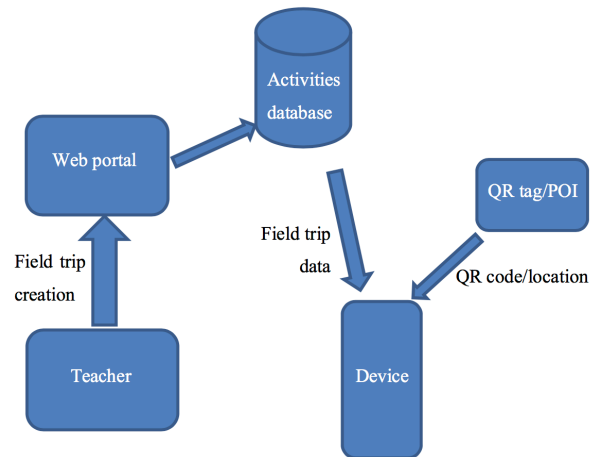 Activities
database
Web portal
QR tag/POI
Field trip
data
Field trip
creation
QR code/location
Teacher
Device